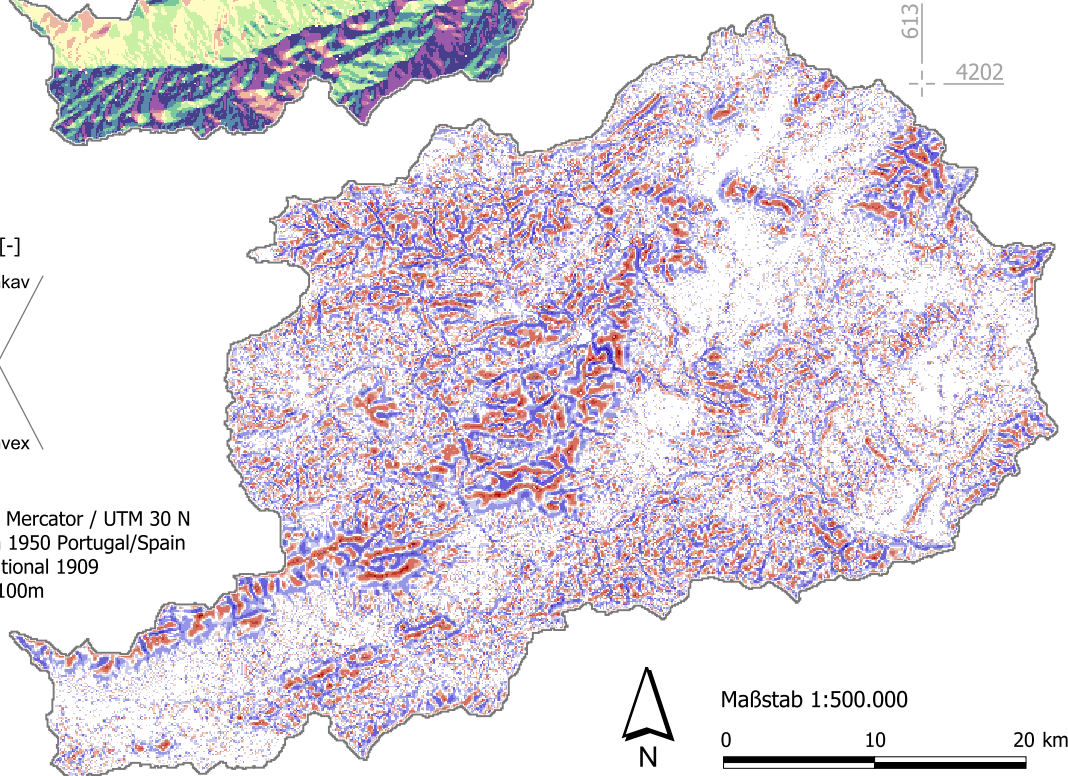 613
4202
[-]
kav
vex
Mercator / UTM 30 N
1950 Portugal/Spain
tional 1909
100m
N
Maßstab 1:500.000
0 10 20 km